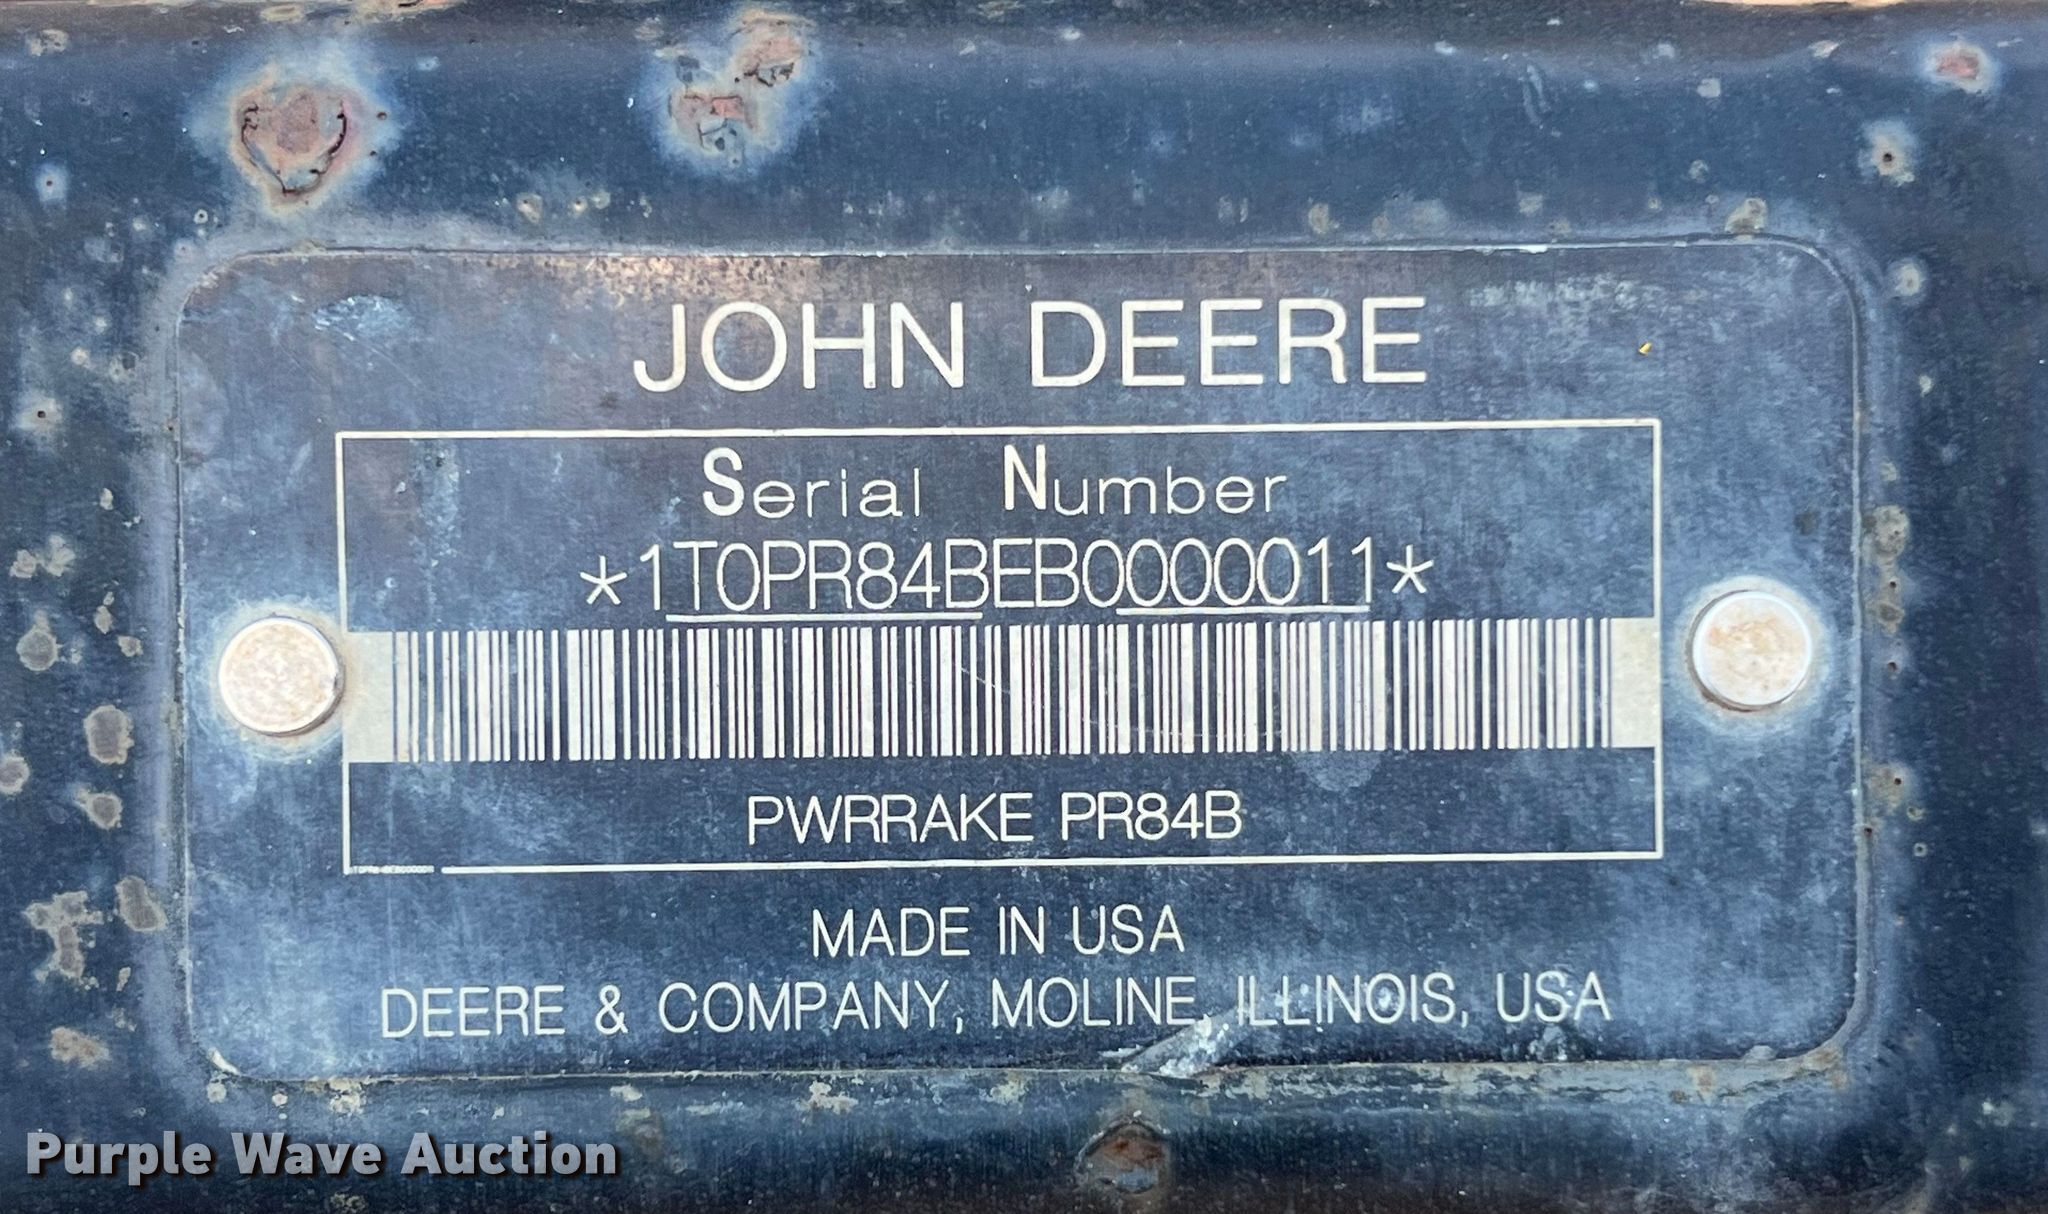 JOHN DEERE
Serial Number
*1T0PR84BEB0000011*
PWRRAKE PR84B
MADE IN USA
DEERE & COMPANY, MOLINE, ILLINOIS, USA
Purple Wave Auction